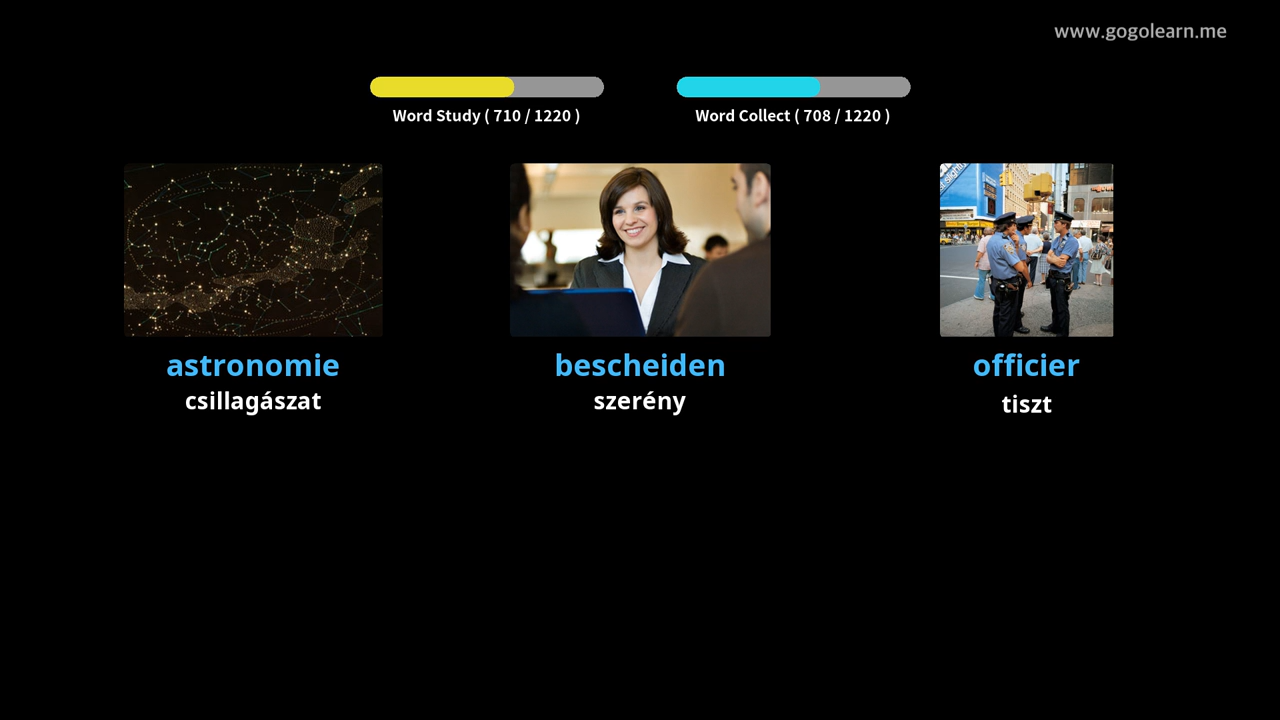 www.gogolearn.me
Word Study ( 710 / 1220 )
Word Collect ( 708 / 1220 )
astronomie
csillagászat
bescheiden
szerény
officier
tiszt